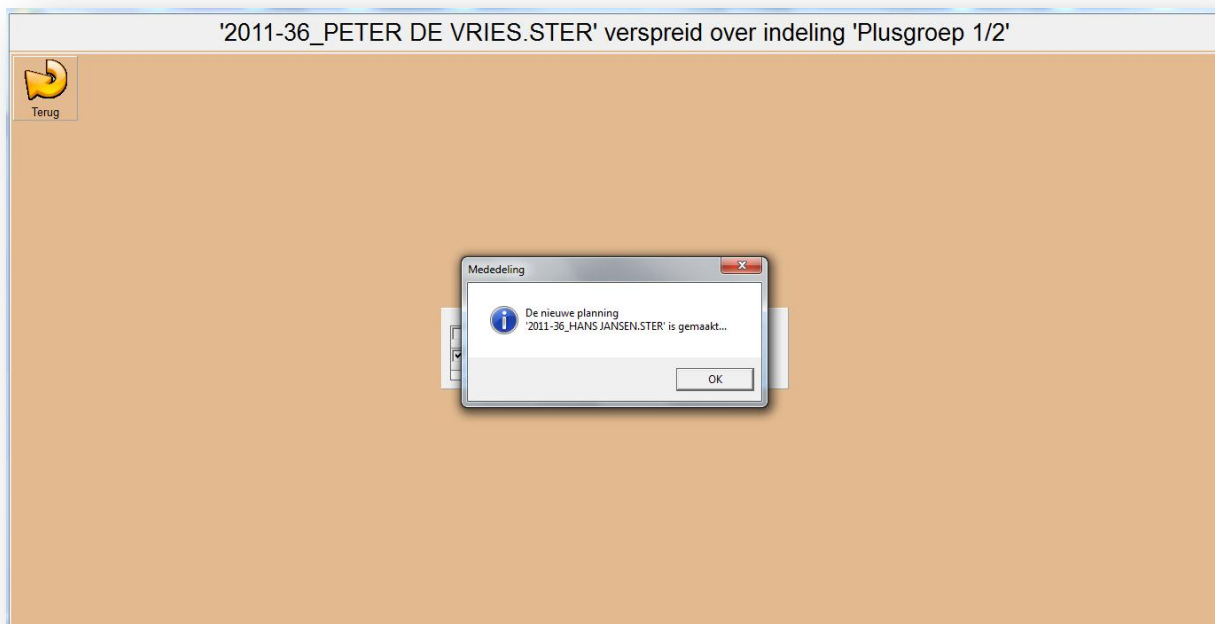 '2011-36_PETER DE VRIES.STER' verspreid over indeling 'Plusgroep 1/2'
Terug
Mededeling
De nieuwe planning
'2011-36_HANS JANSEN.STER' is gemaakt...
OK